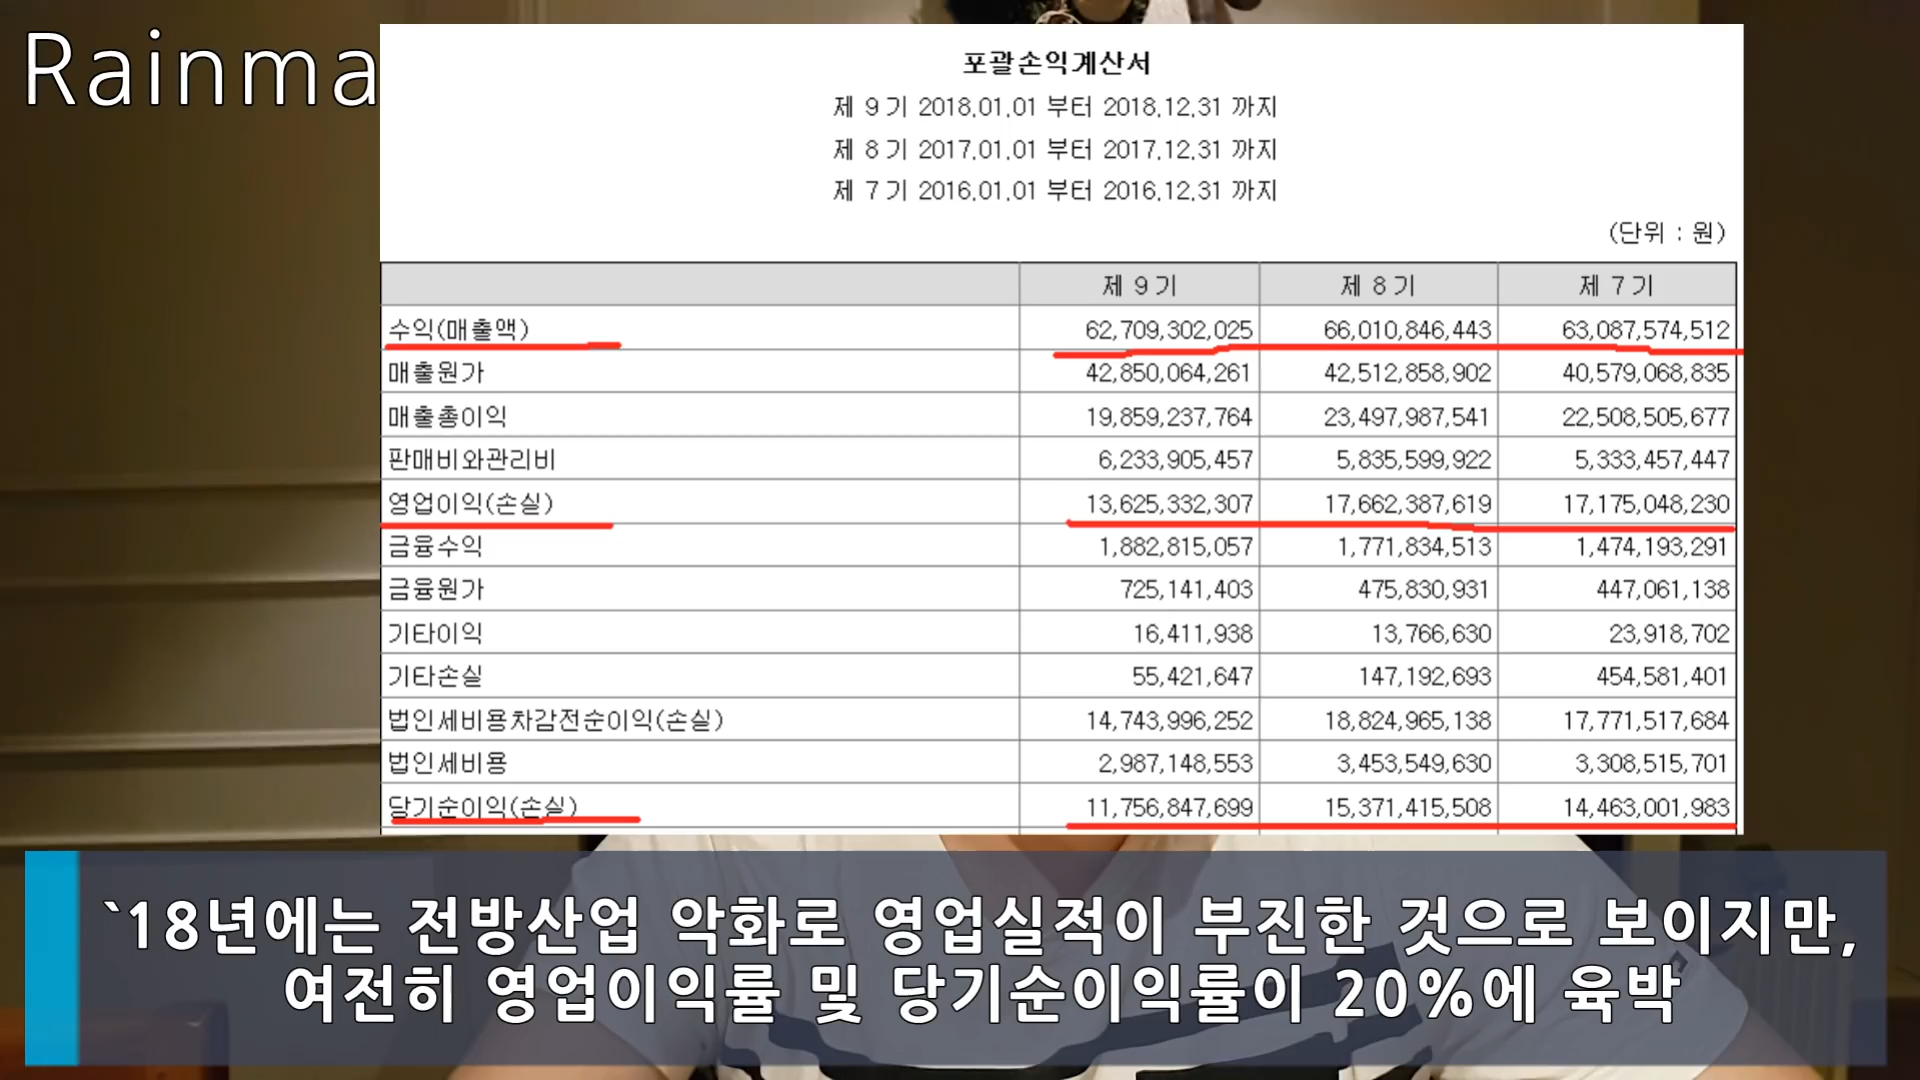 Rainma
포괄손익계산서
제 9 기 2018.01.01 부터 2018.12.31 까지
제 8 기 2017.01.01 부터 2017.12.31 까지
제 7 기 2016.01.01 부터 2016.12.31 까지
(단위 : 원)
제 9 기 제 8 기 제 7 기
수익(매출액) 62,709,302,025 66,010,846,443 63,087,574,512
매출원가 42,850,064,261 42,512,858,902 40,579,068,835
매출총이익 19,859,237,764 23,497,987,541 22,508,505,677
판매비와관리비 6,233,905,457 5,835,599,922 5,333,457,447
영업이익(손실) 13,625,332,307 17,662,387,619 17,175,048,230
금융수익 1,882,815,057 1,771,834,513 1,474,193,291
금융원가 725,141,403 475,830,931 447,061,138
기타이익 16,411,938 13,766,630 23,918,702
기타손실 55,421,647 147,192,693 454,581,401
법인세비용차감전순이익(손실) 14,743,996,252 18,824,965,138 17,771,517,684
법인세비용 2,987,148,553 3,453,549,630 3,308,515,701
당기순이익(손실) 11,756,847,699 15,371,415,508 14,463,001,983
`18년에는 전방산업 악화로 영업실적이 부진한 것으로 보이지만,
여전히 영업이익률 및 당기순이익률이 20%에 육박